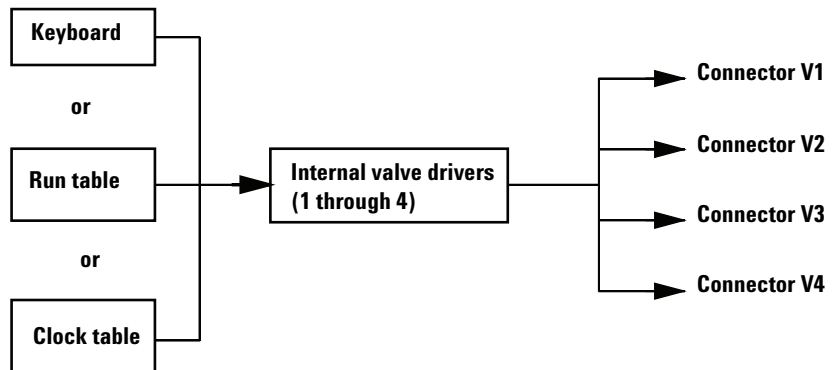 Keyboard
or
Run table
or
Clock table
Internal valve drivers
(1 through 4)
Connector V1
Connector V2
Connector V3
Connector V4